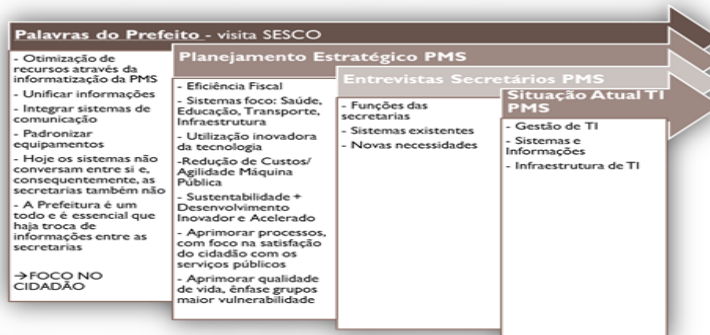 Palavras do Prefeito - visita SESCO
- Otimização de
recursos através da
informatização da PMS
- Unificar informações
- Integrar sistemas de
comunicação
- Padronizar
equipamentos
- Hoje os sistemas não
conversam entre si e,
consequentemente, as
secretarias também não
- A Prefeitura é um
todo e é essencial que
haja troca de
informações entre as
secretarias
→FOCO NO
CIDADÃO
Planejamento Estratégico PMS
- Eficiência Fiscal
- Sistemas foco: Saúde,
Educação, Transporte,
Infraestrutura
- Utilização inovadora
da tecnologia
-Redução de Custos/
Agilidade Máquina
Pública
- Sustentabilidade +
Desenvolvimento
Inovador e Acelerado
- Aprimorar processos,
com foco na satisfação
do cidadão com os
serviços públicos
- Aprimorar qualidade
de vida, ênfase grupos
maior vulnerabilidade
Entrevistas Secretários PMS
- Funções das
secretarias
- Sistemas existentes
- Novas necessidades
Situação Atual TI
PMS
- Gestão de TI
- Sistemas e
Informações
- Infraestrutura de TI